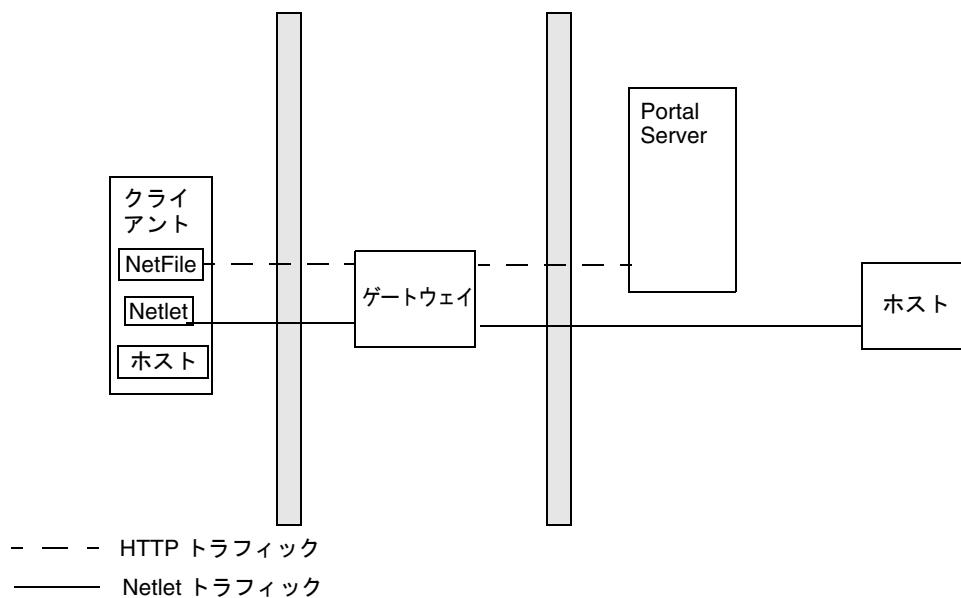 Portal
Server
クライ
アント
NetFile
Netlet
ホスト
ゲートウェイ
ホスト
HTTP トラフィック
Netlet トラフィック